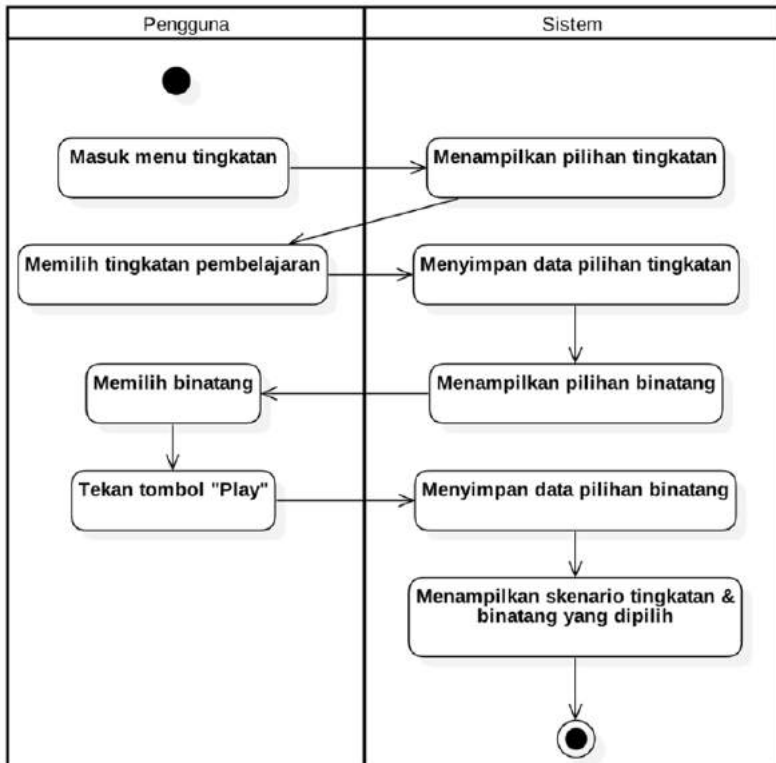 Pengguna
Sistem
Masuk menu tingkatan
Menampilkan pilihan tingkatan
Memilih tingkatan pembelajaran
Menyimpan data pilihan tingkatan
Memilih binatang
Menampilkan pilihan binatang
Tekan tombol "Play"
Menyimpan data pilihan binatang
Menampilkan skenario tingkatan &
binatang yang dipilih